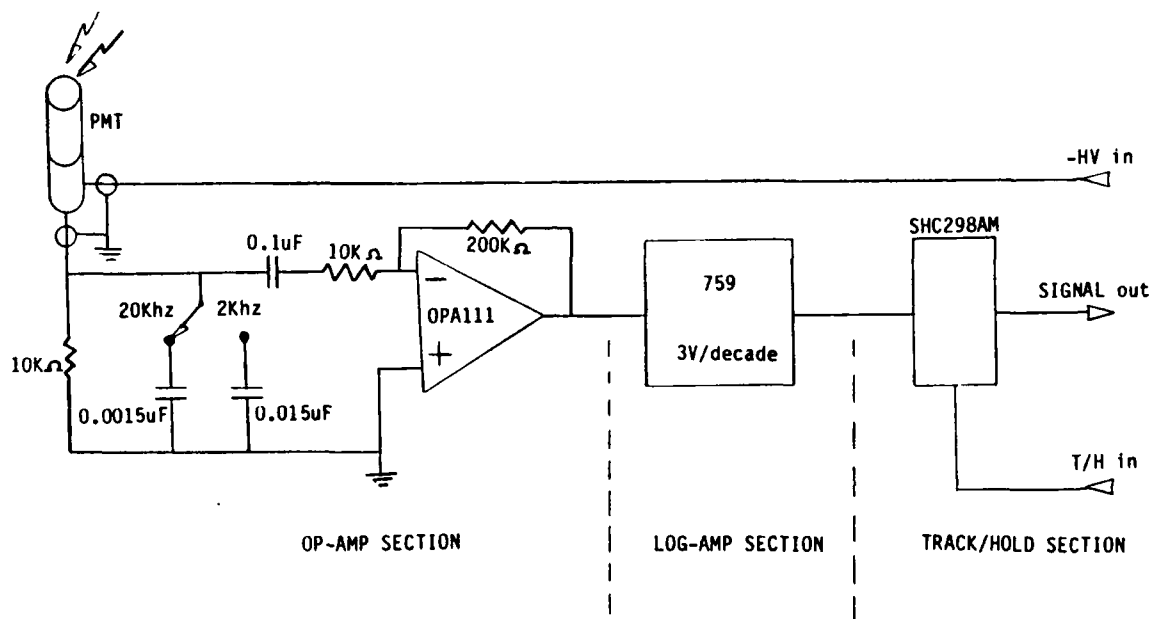 PMT
-HV in
SHC298AM
0.1uF
10KΩ
200KΩ
759
20Khz
2Khz
OPA111
SIGNAL out
3V/decade
10KΩ
0.0015uF
0.015uF
T/H in
OP-AMP SECTION
LOG-AMP SECTION
TRACK/HOLD SECTION